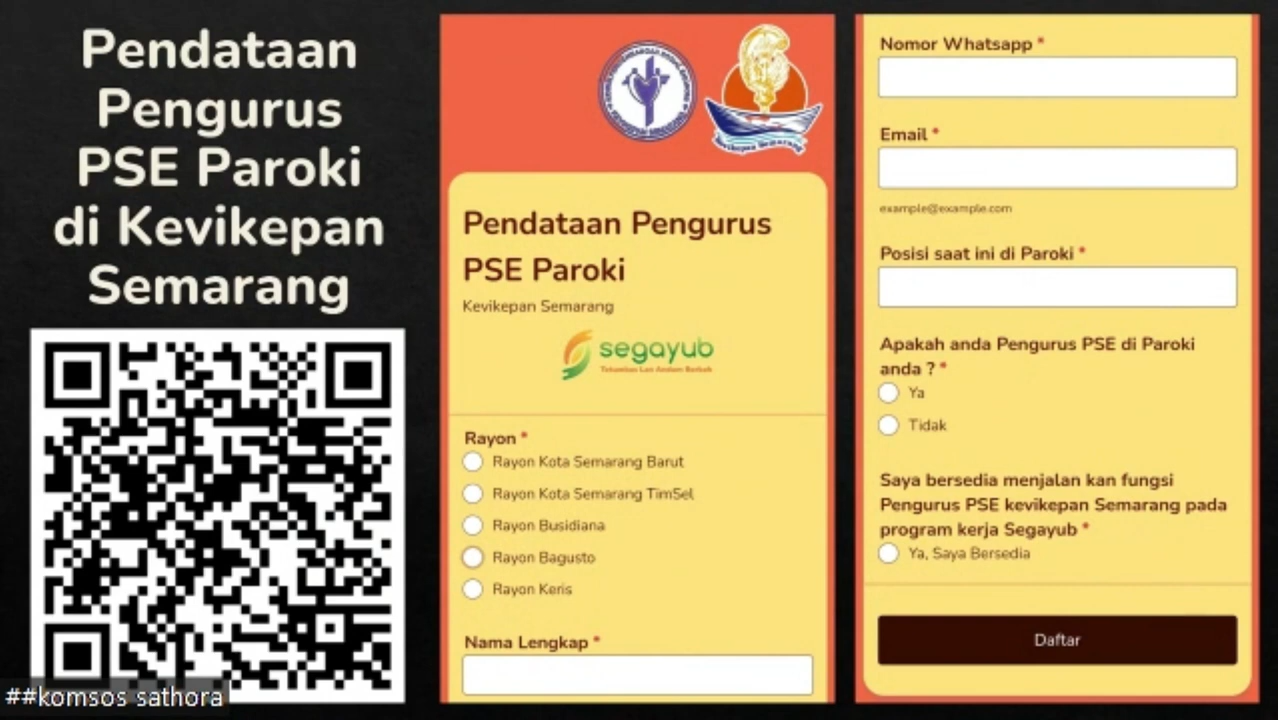 Pendataan
Pengurus
PSE Paroki
di Kevikepan
Semarang
##komsos sathora
Kevikepan Semarang
Pendataan Pengurus
PSE Paroki
Kevikepan Semarang
segayub
Rayon *
Rayon Kota Semarang Barut
Rayon Kota Semarang TimSel
Rayon Busidiana
Rayon Bagusto
Rayon Keris
Nama Lengkap *
Nomor Whatsapp *
Email *
example@example.com
Posisi saat ini di Paroki *
Apakah anda Pengurus PSE di Paroki
anda ? *
Ya
Tidak
Saya bersedia menjalan kan fungsi
Pengurus PSE kevikepan Semarang pada
program kerja Segayub *
Ya, Saya Bersedia
Daftar